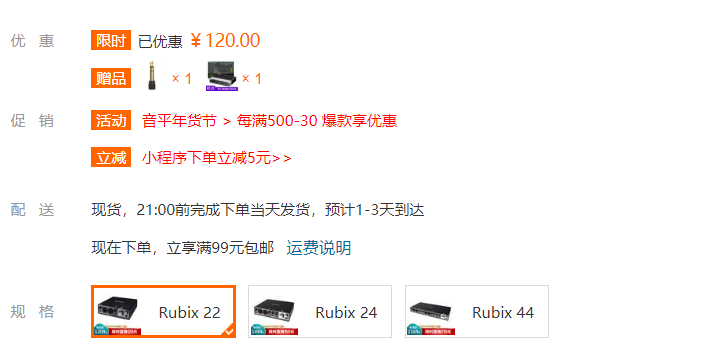 优 惠 限时 已优惠 ¥120.00
赠品 × 1 × 1
促 销 活动 音平年货节 > 每满500-30 爆款享优惠
立减 小程序下单立减5元>>
配 送 现货，21:00前完成下单当天发货，预计1-3天到达
现在下单，立享满99元包邮 运费说明
规 格 Rubix 22 Rubix 24 Rubix 44